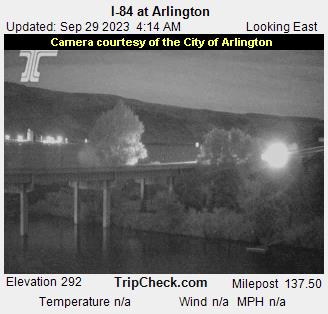 I-84 at Arlington
Updated: Sep 29 2023 4:14 AM Looking East
Camera courtesy of the City of Arlington
Elevation 292 TripCheck.com Milepost 137.50
Temperature n/a Wind n/a MPH n/a